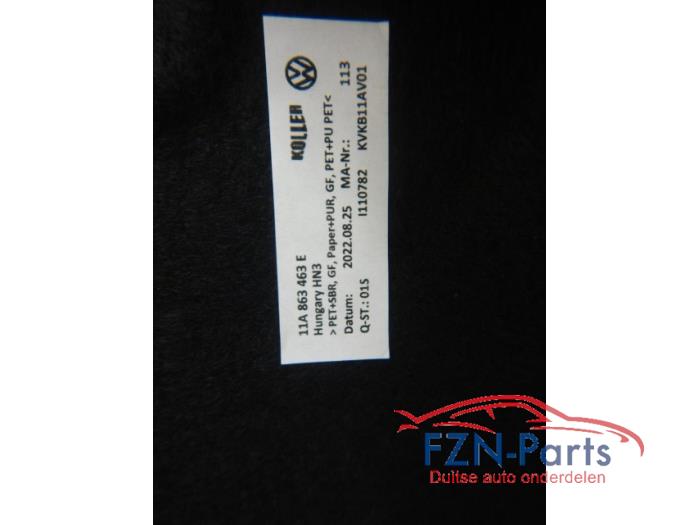 11A 863 463 E
KOLLER
Hungary HN3
> PET+SBR, GF, Paper+PUR, GF, PET+PU PET<
Datum: 2022.08.25 MA-Nr.: 113
Q-ST.: 01S I110782 KVKB11AV01
FZN-Parts
Duitse auto onderdelen